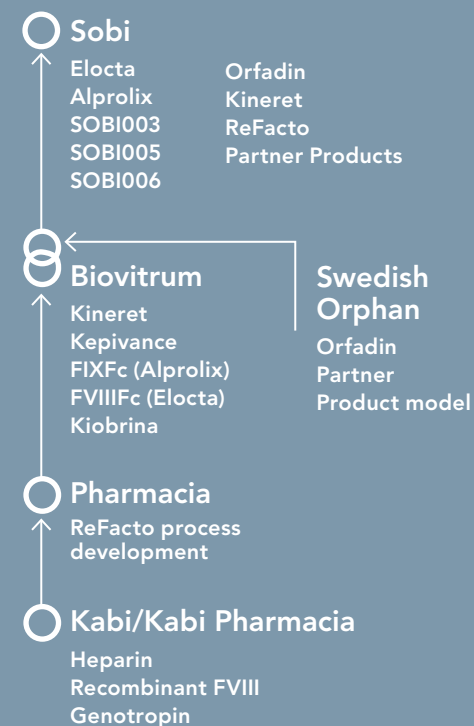 Sobi
Elocta
Alprolix
SOBI003
SOBI005
SOBI006
Orfadin
Kineret
ReFacto
Partner Products
Biovitrum
Kineret
Kepivance
FIXFc (Alprolix)
FVIIIFc (Elocta)
Kiobrina
Swedish
Orphan
Orfadin
Partner
Product model
Pharmacia
ReFacto process
development
Kabi/Kabi Pharmacia
Heparin
Recombinant FVIII
Genotropin